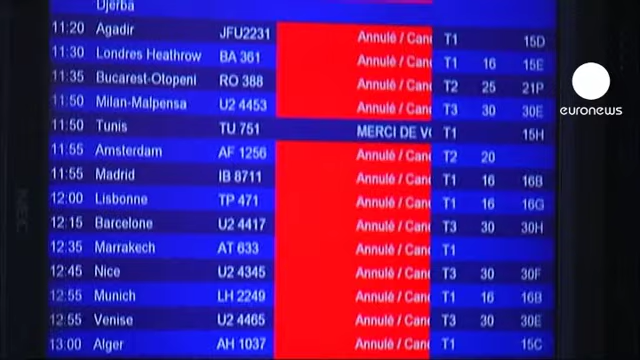 Djerba
11:20 Agadir JFU2231 Annulé / Canc T1 15D
11:30 Londres Heathrow BA 361 Annulé / Canc T1 16 15E
11:35 Bucarest-Otopeni RO 388 Annulé / Canc T2 25 21P
11:50 Milan-Malpensa U2 4453 Annulé / Canc T3 30 30E
11:50 Tunis TU 751 MERCI DE VO T1 15H
11:55 Amsterdam AF 1256 Annulé / Canc T2 20
11:55 Madrid IB 8711 Annulé / Canc T1 16 16B
12:00 Lisbonne TP 471 Annulé / Canc T1 16 16G
12:15 Barcelone U2 4417 Annulé / Canc T3 30 30H
12:35 Marrakech AT 633 Annulé / Canc T1
12:45 Nice U2 4345 Annulé / Canc T3 30 30F
12:55 Munich LH 2249 Annulé / Canc T1 16 16B
12:55 Venise U2 4465 Annulé / Canc T3 30 30E
13:00 Alger AH 1037 Annulé / Canc T1 15C
euronews
NEC